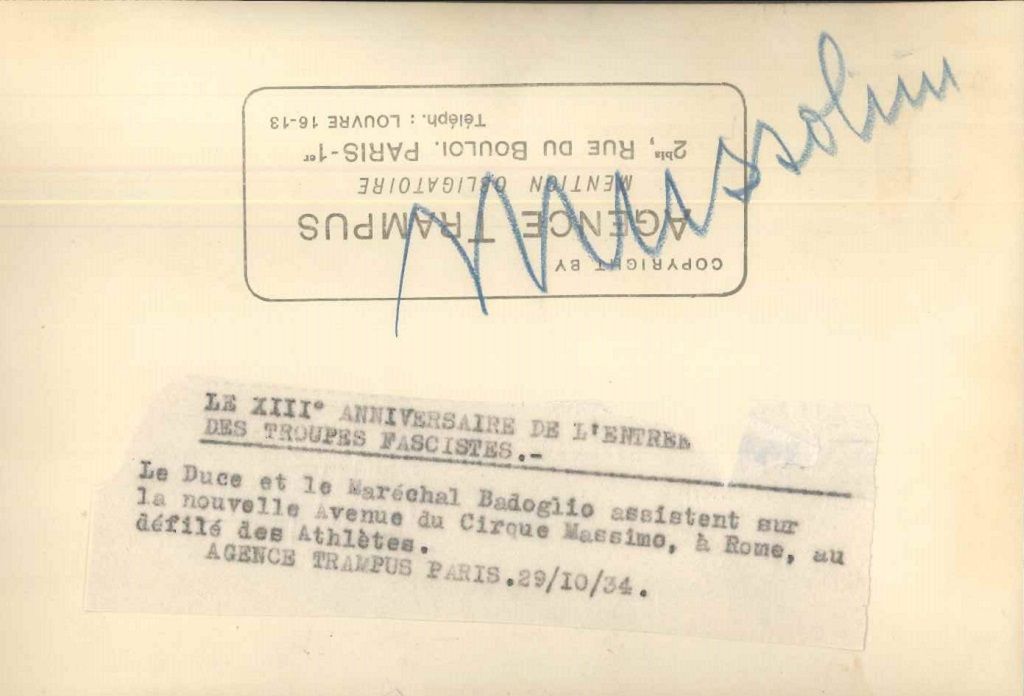 Mussolini
COPYRIGHT BY
AGENCE TRAMPUS
MENTION OBLIGATOIRE
2bis, RUE DU BOULOI. PARIS-1er
Téléph. : LOUVRE 16-13
LE XIII° ANNIVERSAIRE DE L'ENTREE
DES TROUPES FASCISTES.-
Le Duce et le Maréchal Badoglio assistent sur
la nouvelle Avenue du Cirque Massimo, à Rome, au
défilé des Athlètes.
AGENCE TRAMPUS PARIS.29/10/34.